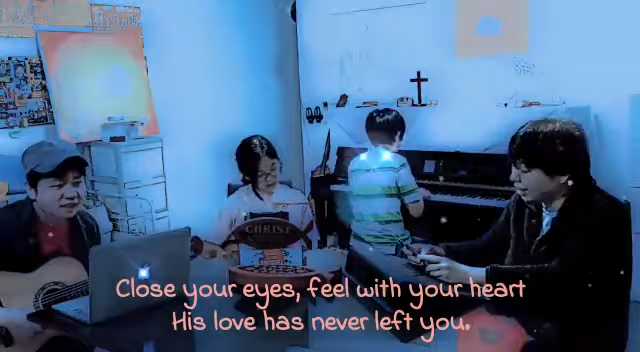 CHRIST
Close your eyes, feel with your heart
His love has never left you.